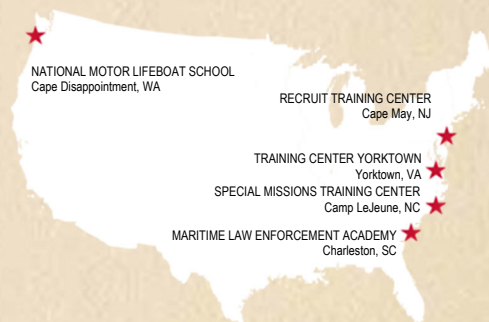 NATIONAL MOTOR LIFEBOAT SCHOOL
Cape Disappointment, WA
RECRUIT TRAINING CENTER
Cape May, NJ
TRAINING CENTER YORKTOWN
Yorktown, VA
SPECIAL MISSIONS TRAINING CENTER
Camp LeJeune, NC
MARITIME LAW ENFORCEMENT ACADEMY
Charleston, SC